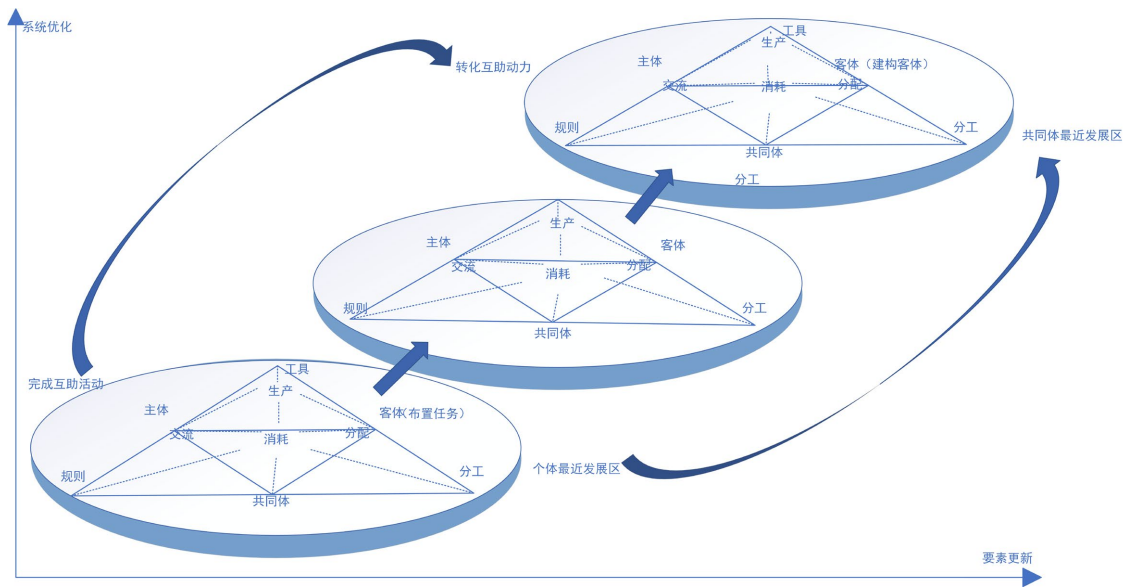 系统优化
转化互助动力
工具
生产
主体
客体（建构客体）
交流
消耗
分配
规则
分工
共同体
共同体最近发展区
分工
生产
主体
客体
交流
消耗
分配
规则
分工
共同体
完成互助活动
工具
生产
主体
客体(布置任务）
交流
消耗
分配
规则
分工
共同体
个体最近发展区
要素更新